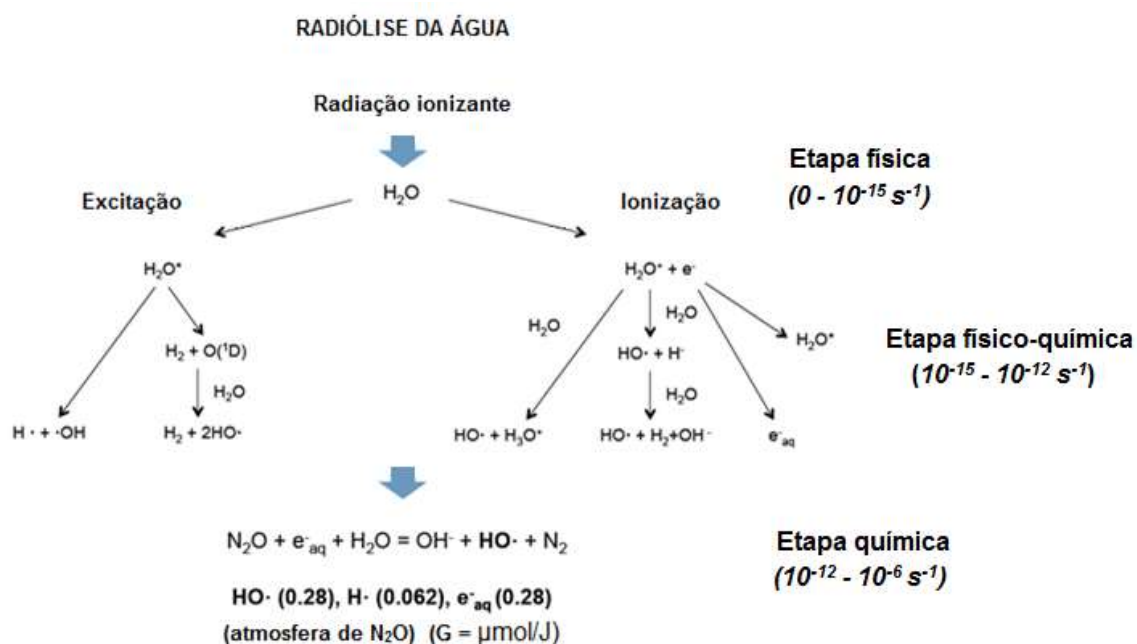 RADIÓLISE DA ÁGUA
Radiação ionizante
Etapa física
(0 - 10⁻¹⁵ s⁻¹)
Excitação
H₂O
Ionização
H₂O*
H₂O⁺ + e⁻
H₂O
H₂O
H₂ + O(¹D)
HO· + H⁻
H₂O*
Etapa físico-química
(10⁻¹⁵ - 10⁻¹² s⁻¹)
H₂O
H₂O
H · + ·OH
H₂ + 2HO·
HO· + H₃O⁺
HO· + H₂+OH⁻
e⁻aq
N₂O + e⁻aq + H₂O = OH⁻ + HO· + N₂
Etapa química
(10⁻¹² - 10⁻⁶ s⁻¹)
HO· (0.28), H· (0.062), e⁻aq (0.28)
(atmosfera de N₂O) (G = µmol/J)